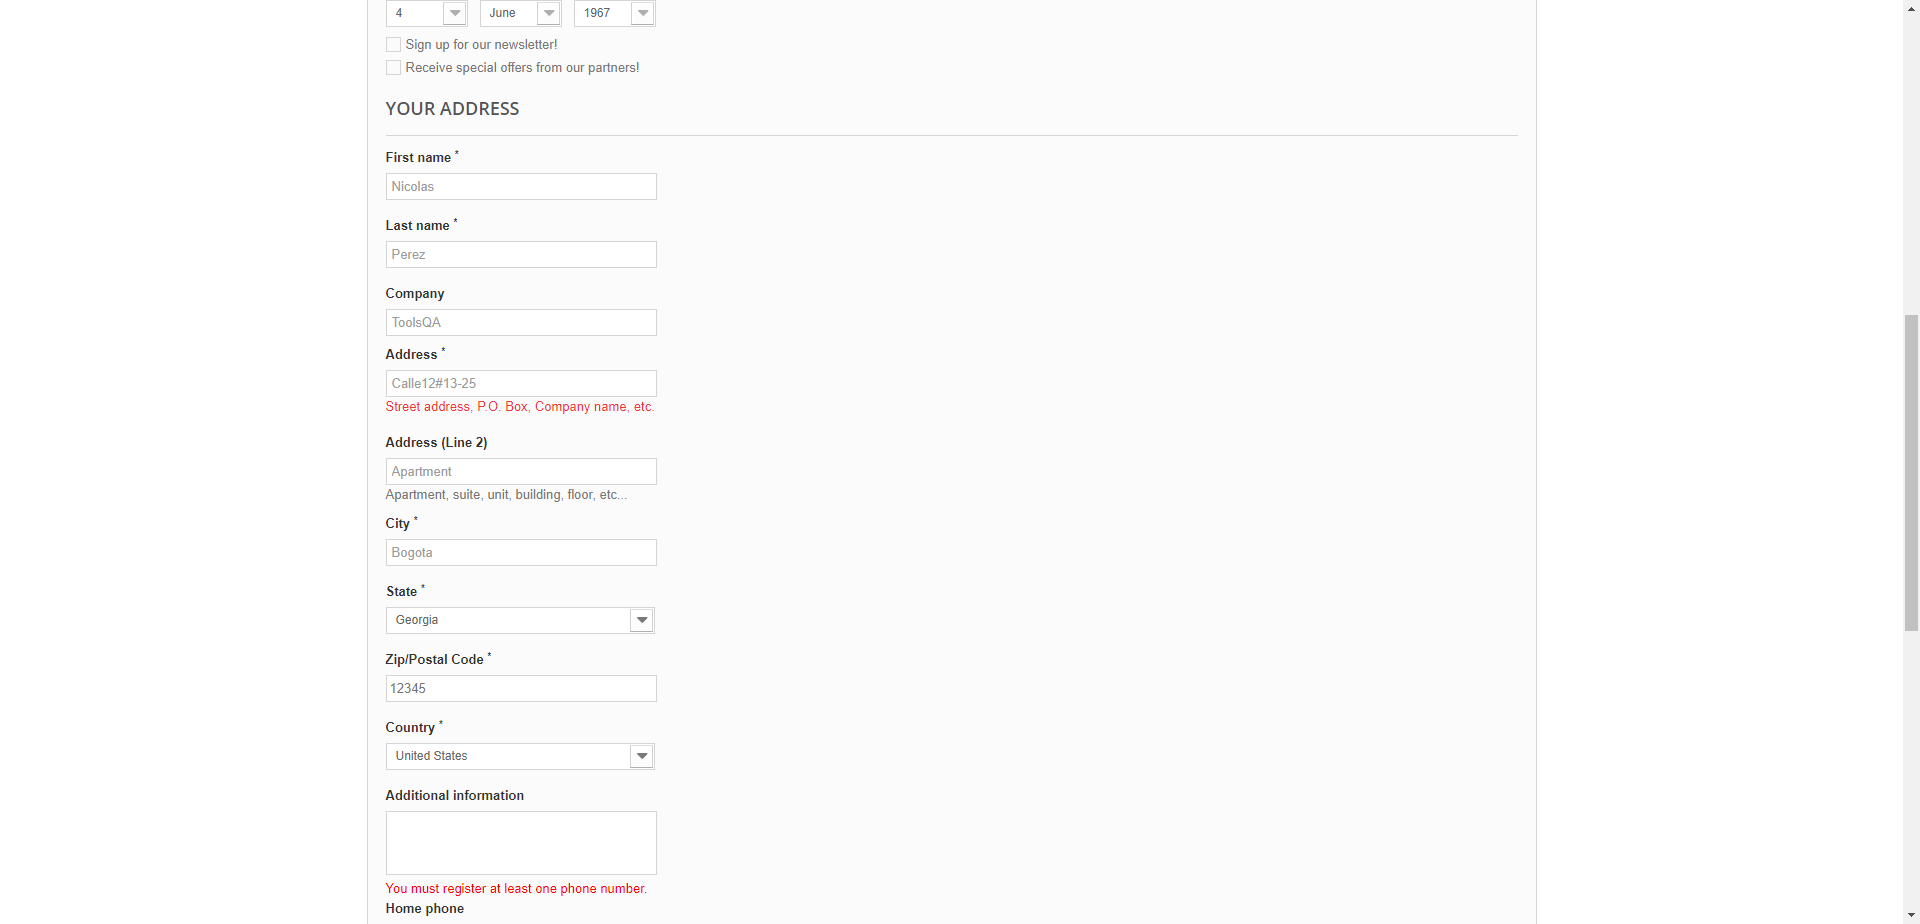 4 June 1967
Sign up for our newsletter!
Receive special offers from our partners!
YOUR ADDRESS
First name *
Nicolas
Last name *
Perez
Company
ToolsQA
Address *
Calle12#13-25
Street address, P.O. Box, Company name, etc.
Address (Line 2)
Apartment
Apartment, suite, unit, building, floor, etc...
City *
Bogota
State *
Georgia
Zip/Postal Code *
12345
Country *
United States
Additional information
You must register at least one phone number.
Home phone